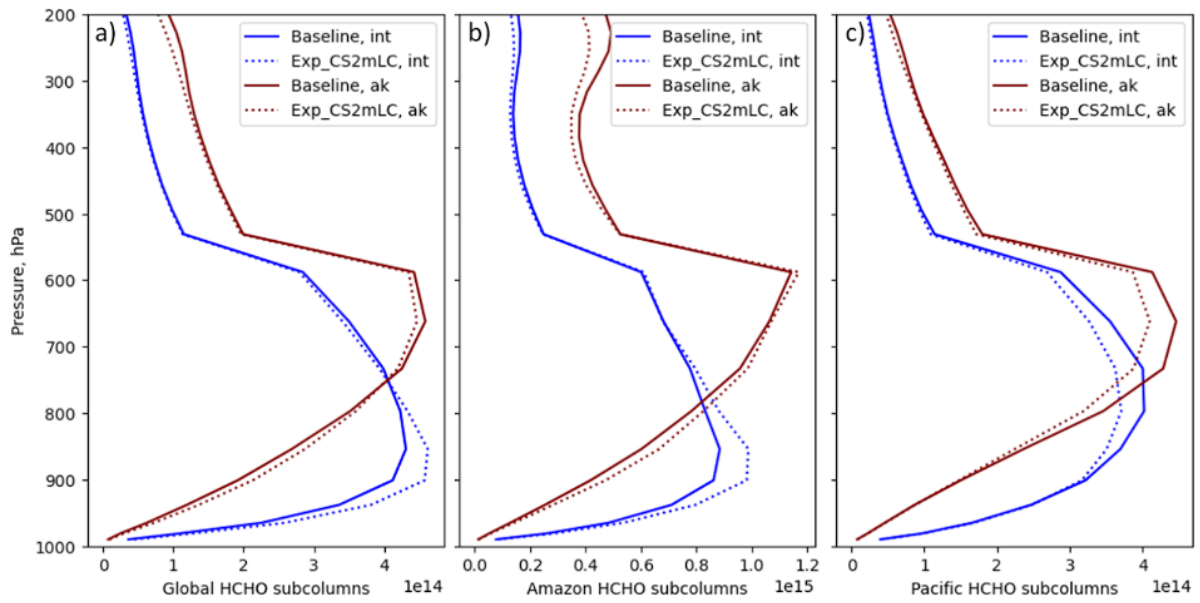 a)
Baseline, int
Exp_CS2mLC, int
Baseline, ak
Exp_CS2mLC, ak
b)
Baseline, int
Exp_CS2mLC, int
Baseline, ak
Exp_CS2mLC, ak
c)
Baseline, int
Exp_CS2mLC, int
Baseline, ak
Exp_CS2mLC, ak
Pressure, hPa
200
300
400
500
600
700
800
900
1000
0 1 2 3 4
1e14
Global HCHO subcolumns
0.0 0.2 0.4 0.6 0.8 1.0 1.2
1e15
Amazon HCHO subcolumns
0 1 2 3 4
1e14
Pacific HCHO subcolumns